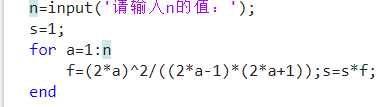 n=input('请输入n的值：');
s=1;
for a=1:n
    f=(2*a)^2/((2*a-1)*(2*a+1));s=s*f;
end